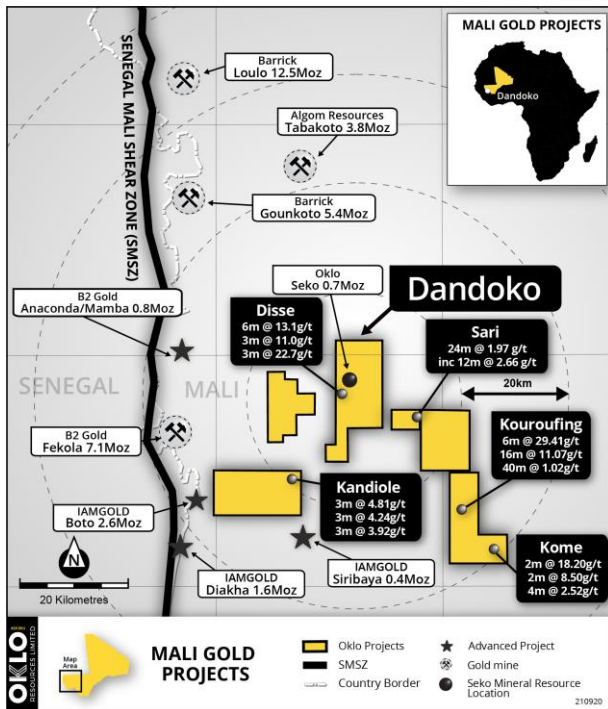 MALI GOLD PROJECTS
Dandoko
SENEGAL MALI SHEAR ZONE (SMSZ)
Barrick
Loulo 12.5Moz
Algom Resources
Tabakoto 3.8Moz
Barrick
Gounkoto 5.4Moz
B2 Gold
Anaconda/Mamba 0.8Moz
Oklo
Seko 0.7Moz
Dandoko
Disse
6m @ 13.1g/t
3m @ 11.0g/t
3m @ 22.7g/t
Sari
24m @ 1.97 g/t
inc 12m @ 2.66 g/t
SENEGAL
MALI
20km
Kouroufing
6m @ 29.41g/t
16m @ 11.07g/t
40m @ 1.02g/t
B2 Gold
Fekola 7.1Moz
Kandiole
3m @ 4.81g/t
3m @ 4.24g/t
3m @ 3.92g/t
IAMGOLD
Boto 2.6Moz
Kome
2m @ 18.20g/t
2m @ 8.50g/t
4m @ 2.52g/t
N
20 Kilometres
IAMGOLD
Diakha 1.6Moz
IAMGOLD
Siribaya 0.4Moz
OKLO
RESOURCES LIMITED
Map
Area
MALI GOLD
PROJECTS
Oklo Projects
SMSZ
Country Border
Advanced Project
Gold mine
Seko Mineral Resource
Location
210920